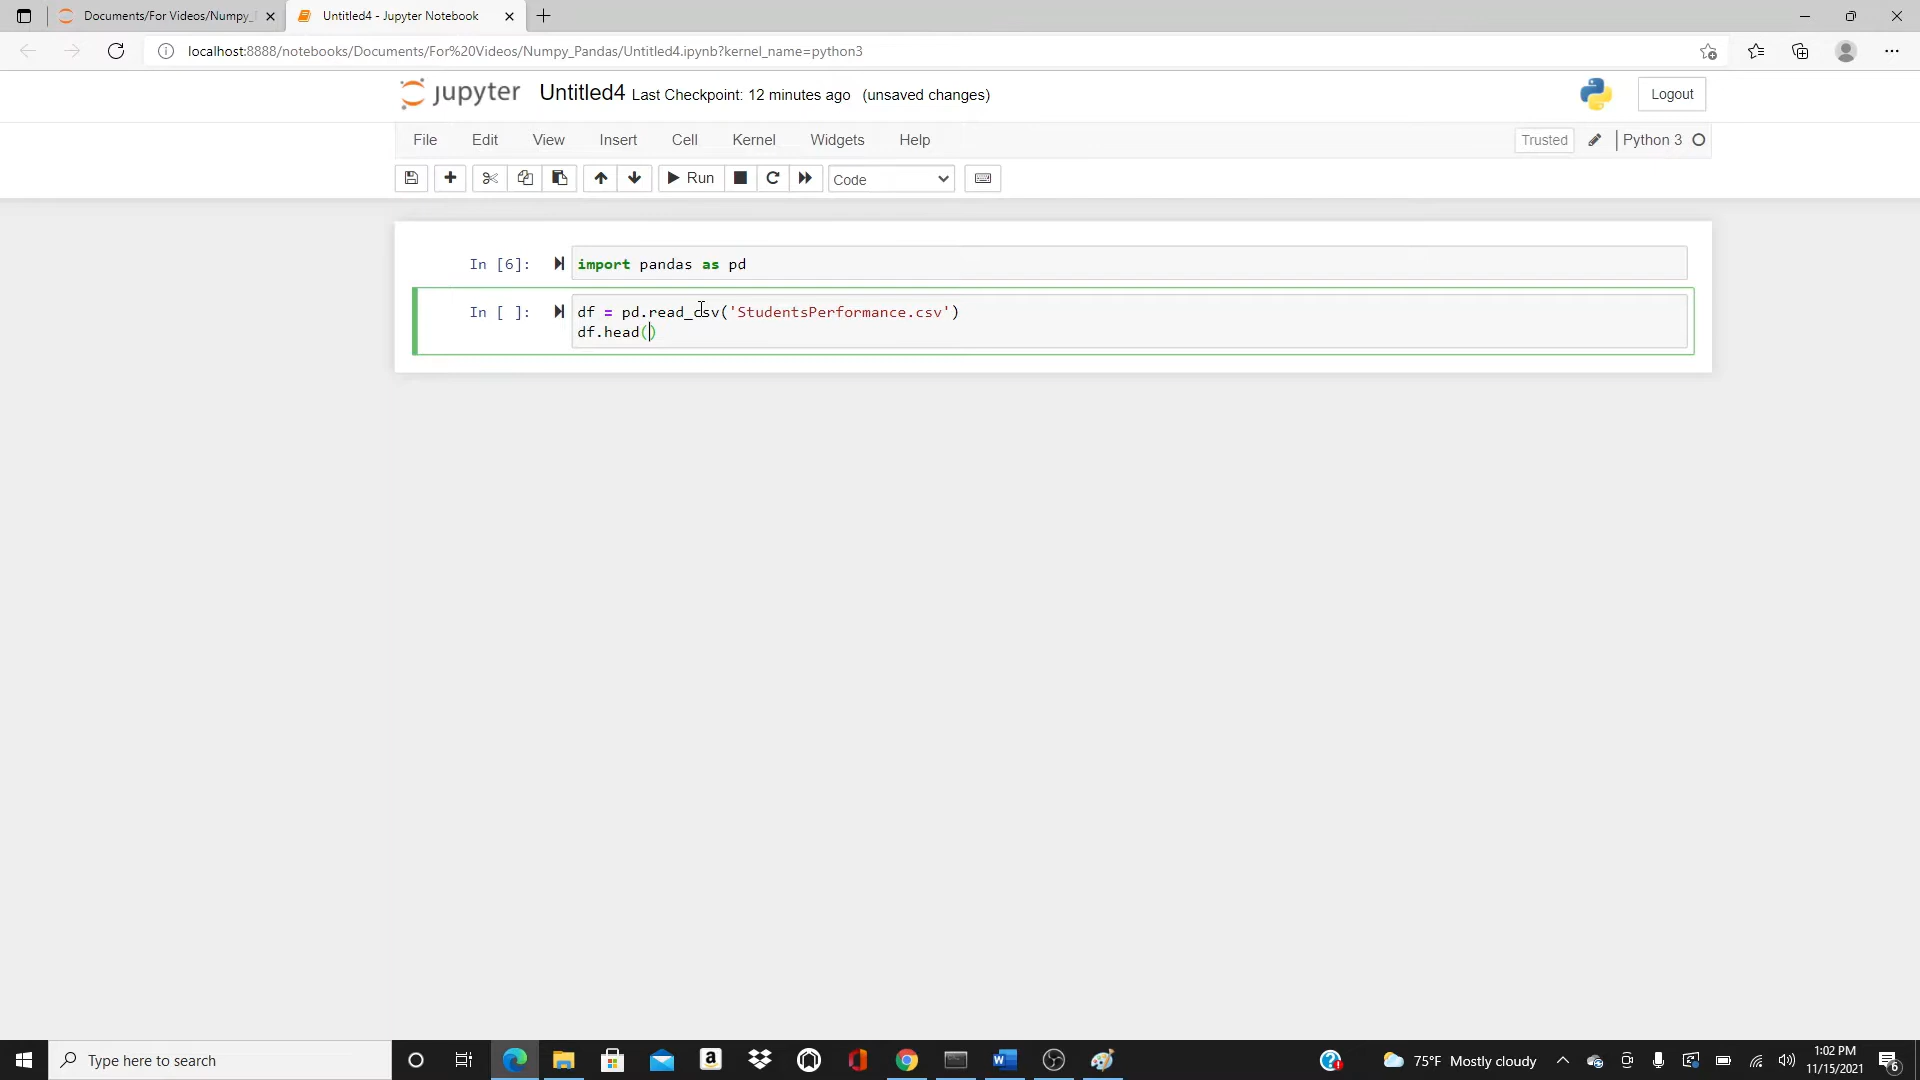 Documents/For Videos/Numpy_
Untitled4 - Jupyter Notebook
localhost:8888/notebooks/Documents/For%20Videos/Numpy_Pandas/Untitled4.ipynb?kernel_name=python3
jupyter Untitled4 Last Checkpoint: 12 minutes ago (unsaved changes)
Logout
File Edit View Insert Cell Kernel Widgets Help
Trusted Python 3
Run Code
In [6]: import pandas as pd
In [ ]: df = pd.read_csv('StudentsPerformance.csv')
df.head()
Type here to search
75°F Mostly cloudy
1:02 PM
11/15/2021
6